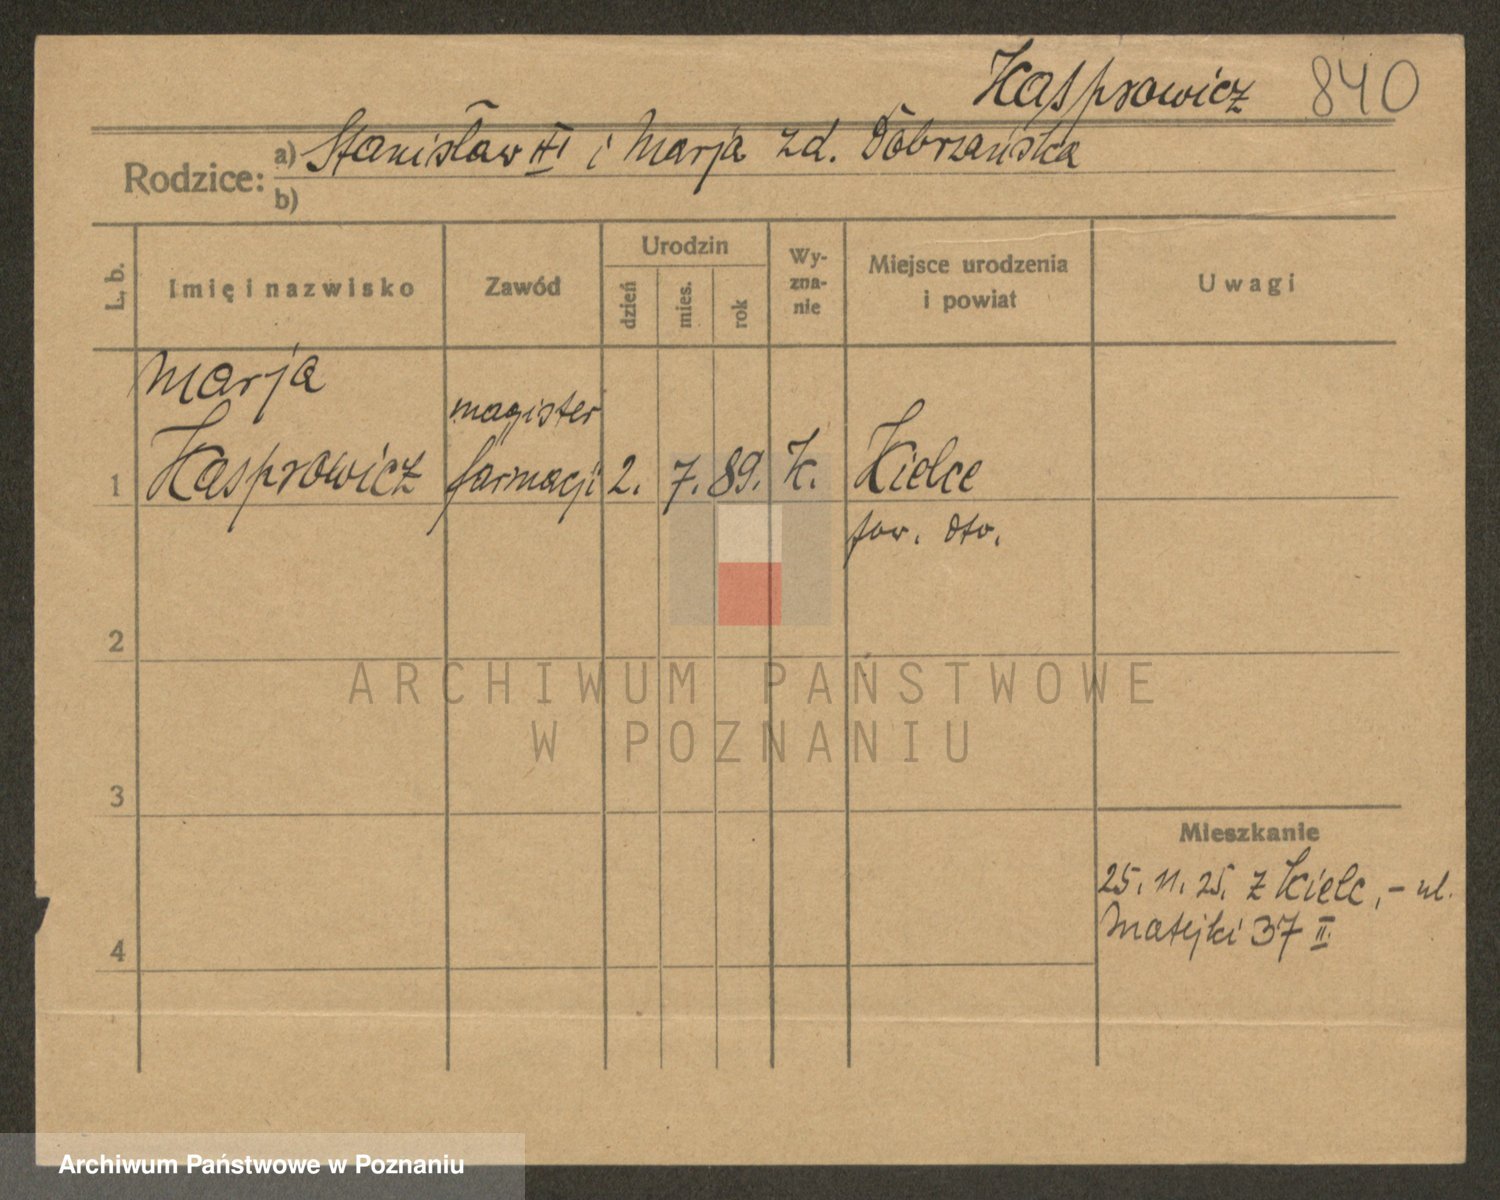 Kasprowicz 840
Rodzice: a) Stanisław i Marja zd. Dobrzańska
b)
L. b.
Imię i nazwisko
Zawód
Urodzin
dzień
mies.
rok
Wy-
zna-
nie
Miejsce urodzenia
i powiat
Uwagi
Marja
magister
1 Kasprowicz farmacji 2. 7. 89. K. Kielce
pow. dto.
2
ARCHIWUM PAŃSTWOWE
W POZNANIU
3
Mieszkanie
25. 11. 25. z Kielc, - ul.
Matejki 37 II.
4
Archiwum Państwowe w Poznaniu